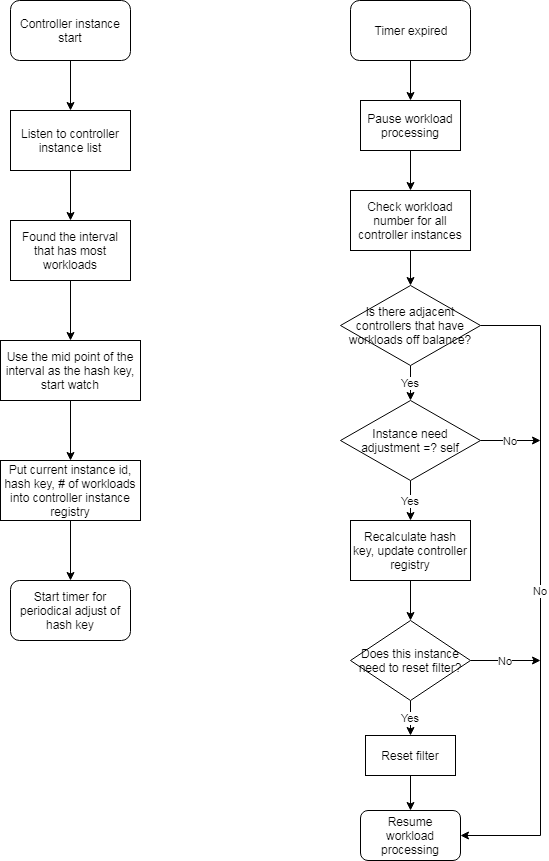 Controller instance
start
Listen to controller
instance list
Found the interval
that has most
workloads
Use the mid point of the
interval as the hash key,
start watch
Put current instance id,
hash key, # of workloads
into controller instance
registry
Start timer for
periodical adjust of
hash key
Timer expired
Pause workload
processing
Check workload
number for all
controller instances
Is there adjacent
controllers that have
workloads off balance?
Yes
Instance need
adjustment =? self
No
Yes
Recalculate hash
key, update controller
registry
No
Does this instance
need to reset filter?
No
Yes
Reset filter
Resume
workload
processing